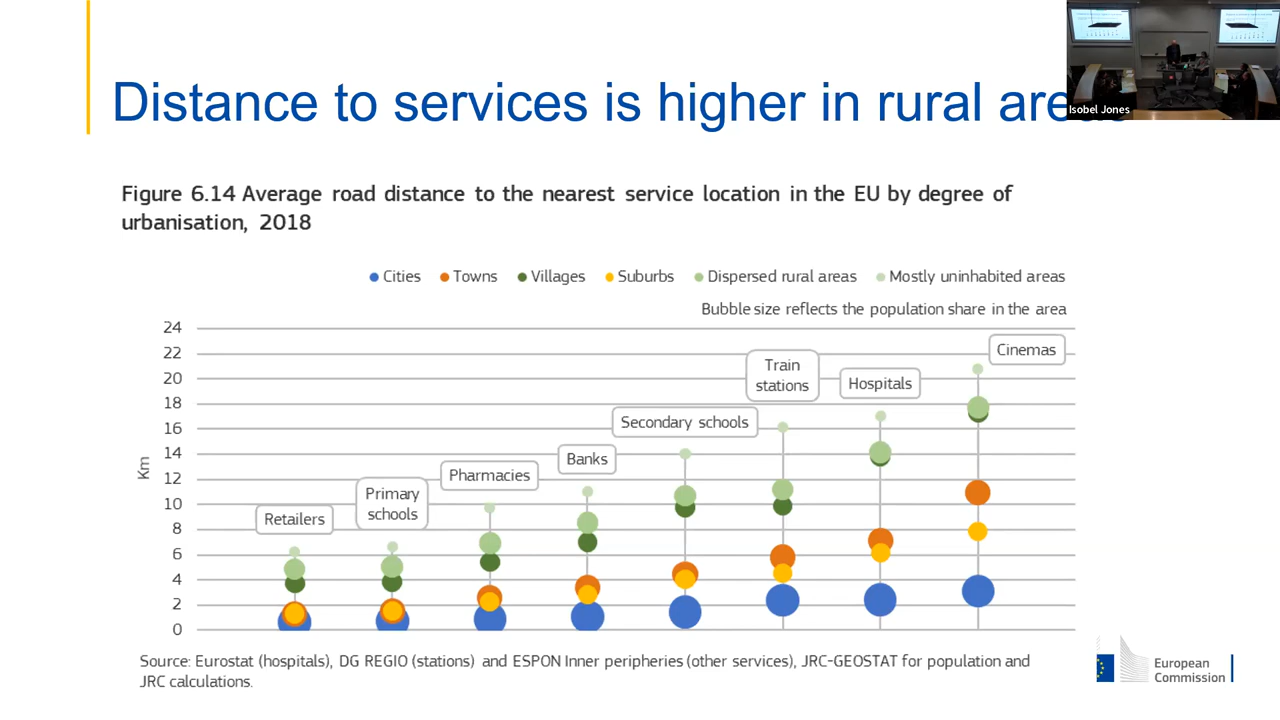 Distance to services is higher in rural are
Isobel Jones
Figure 6.14 Average road distance to the nearest service location in the EU by degree of
urbanisation, 2018
Cities Towns Villages Suburbs Dispersed rural areas Mostly uninhabited areas
Bubble size reflects the population share in the area
24
22
20
18
16
14
12
10
8
6
4
2
0
Km
Retailers
Primary
schools
Pharmacies
Banks
Secondary schools
Train
stations
Hospitals
Cinemas
Source: Eurostat (hospitals), DG REGIO (stations) and ESPON Inner peripheries (other services), JRC-GEOSTAT for population and
JRC calculations.
European
Commission